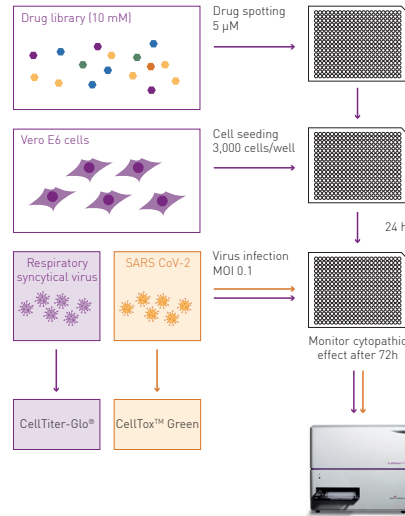 Drug library (10 mM)
Drug spotting
5 µM
Vero E6 cells
Cell seeding
3,000 cells/well
24 h
Respiratory
syncytical virus
SARS CoV-2
Virus infection
MOI 0.1
Monitor cytopathic
effect after 72h
CellTiter-Glo®
CellTox™ Green